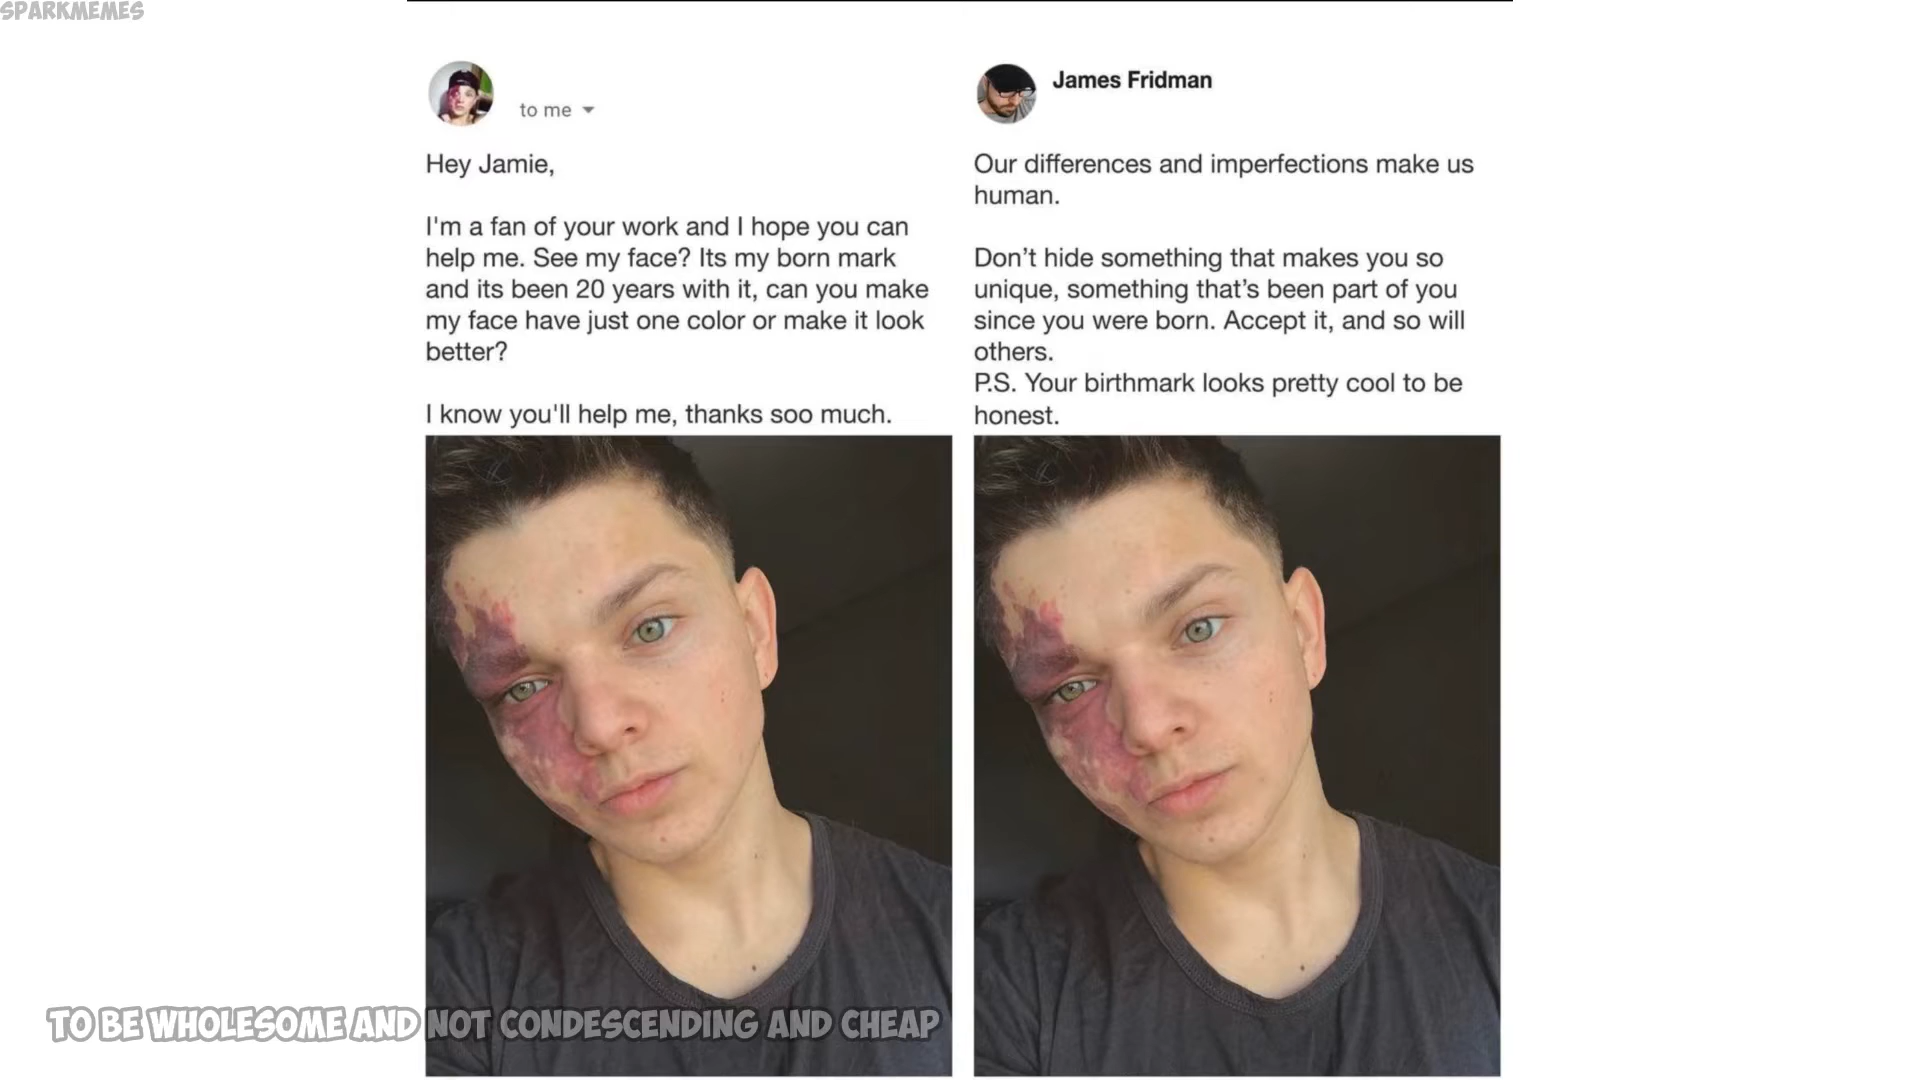 SPARKMEMES
to me
Hey Jamie,
I'm a fan of your work and I hope you can
help me. See my face? Its my born mark
and its been 20 years with it, can you make
my face have just one color or make it look
better?
I know you'll help me, thanks soo much.
James Fridman
Our differences and imperfections make us
human.
Don’t hide something that makes you so
unique, something that’s been part of you
since you were born. Accept it, and so will
others.
P.S. Your birthmark looks pretty cool to be
honest.
TO BE WHOLESOME AND NOT CONDESCENDING AND CHEAP